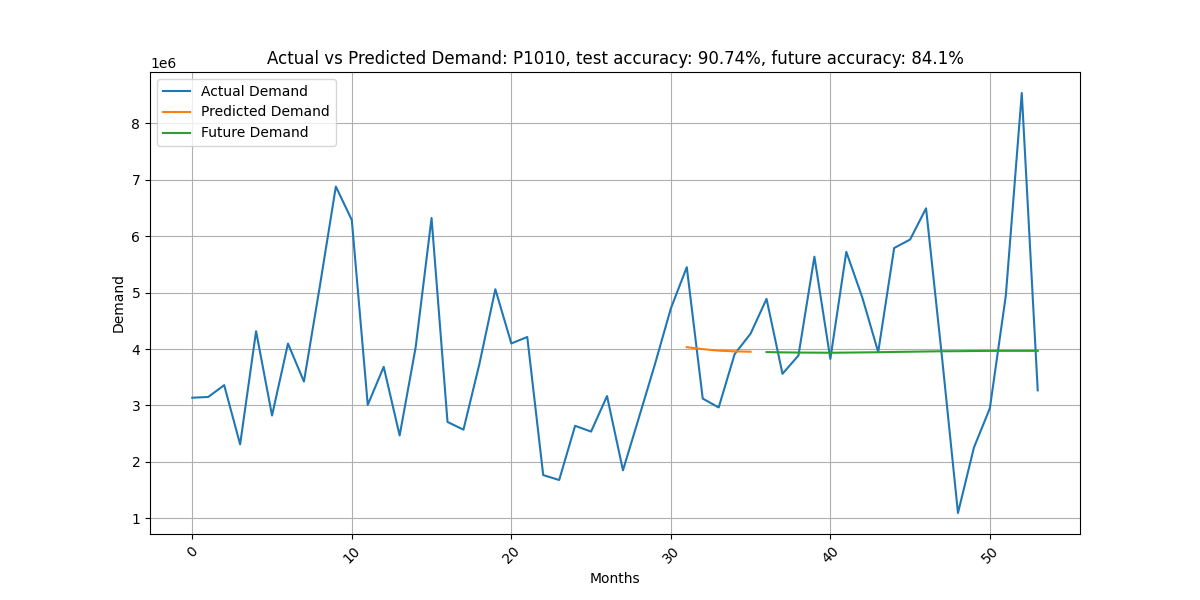 Actual vs Predicted Demand: P1010, test accuracy: 90.74%, future accuracy: 84.1%
1e6
Actual Demand
Predicted Demand
Future Demand
8
7
6
5
4
3
2
1
Demand
0
10
20
30
40
50
Months